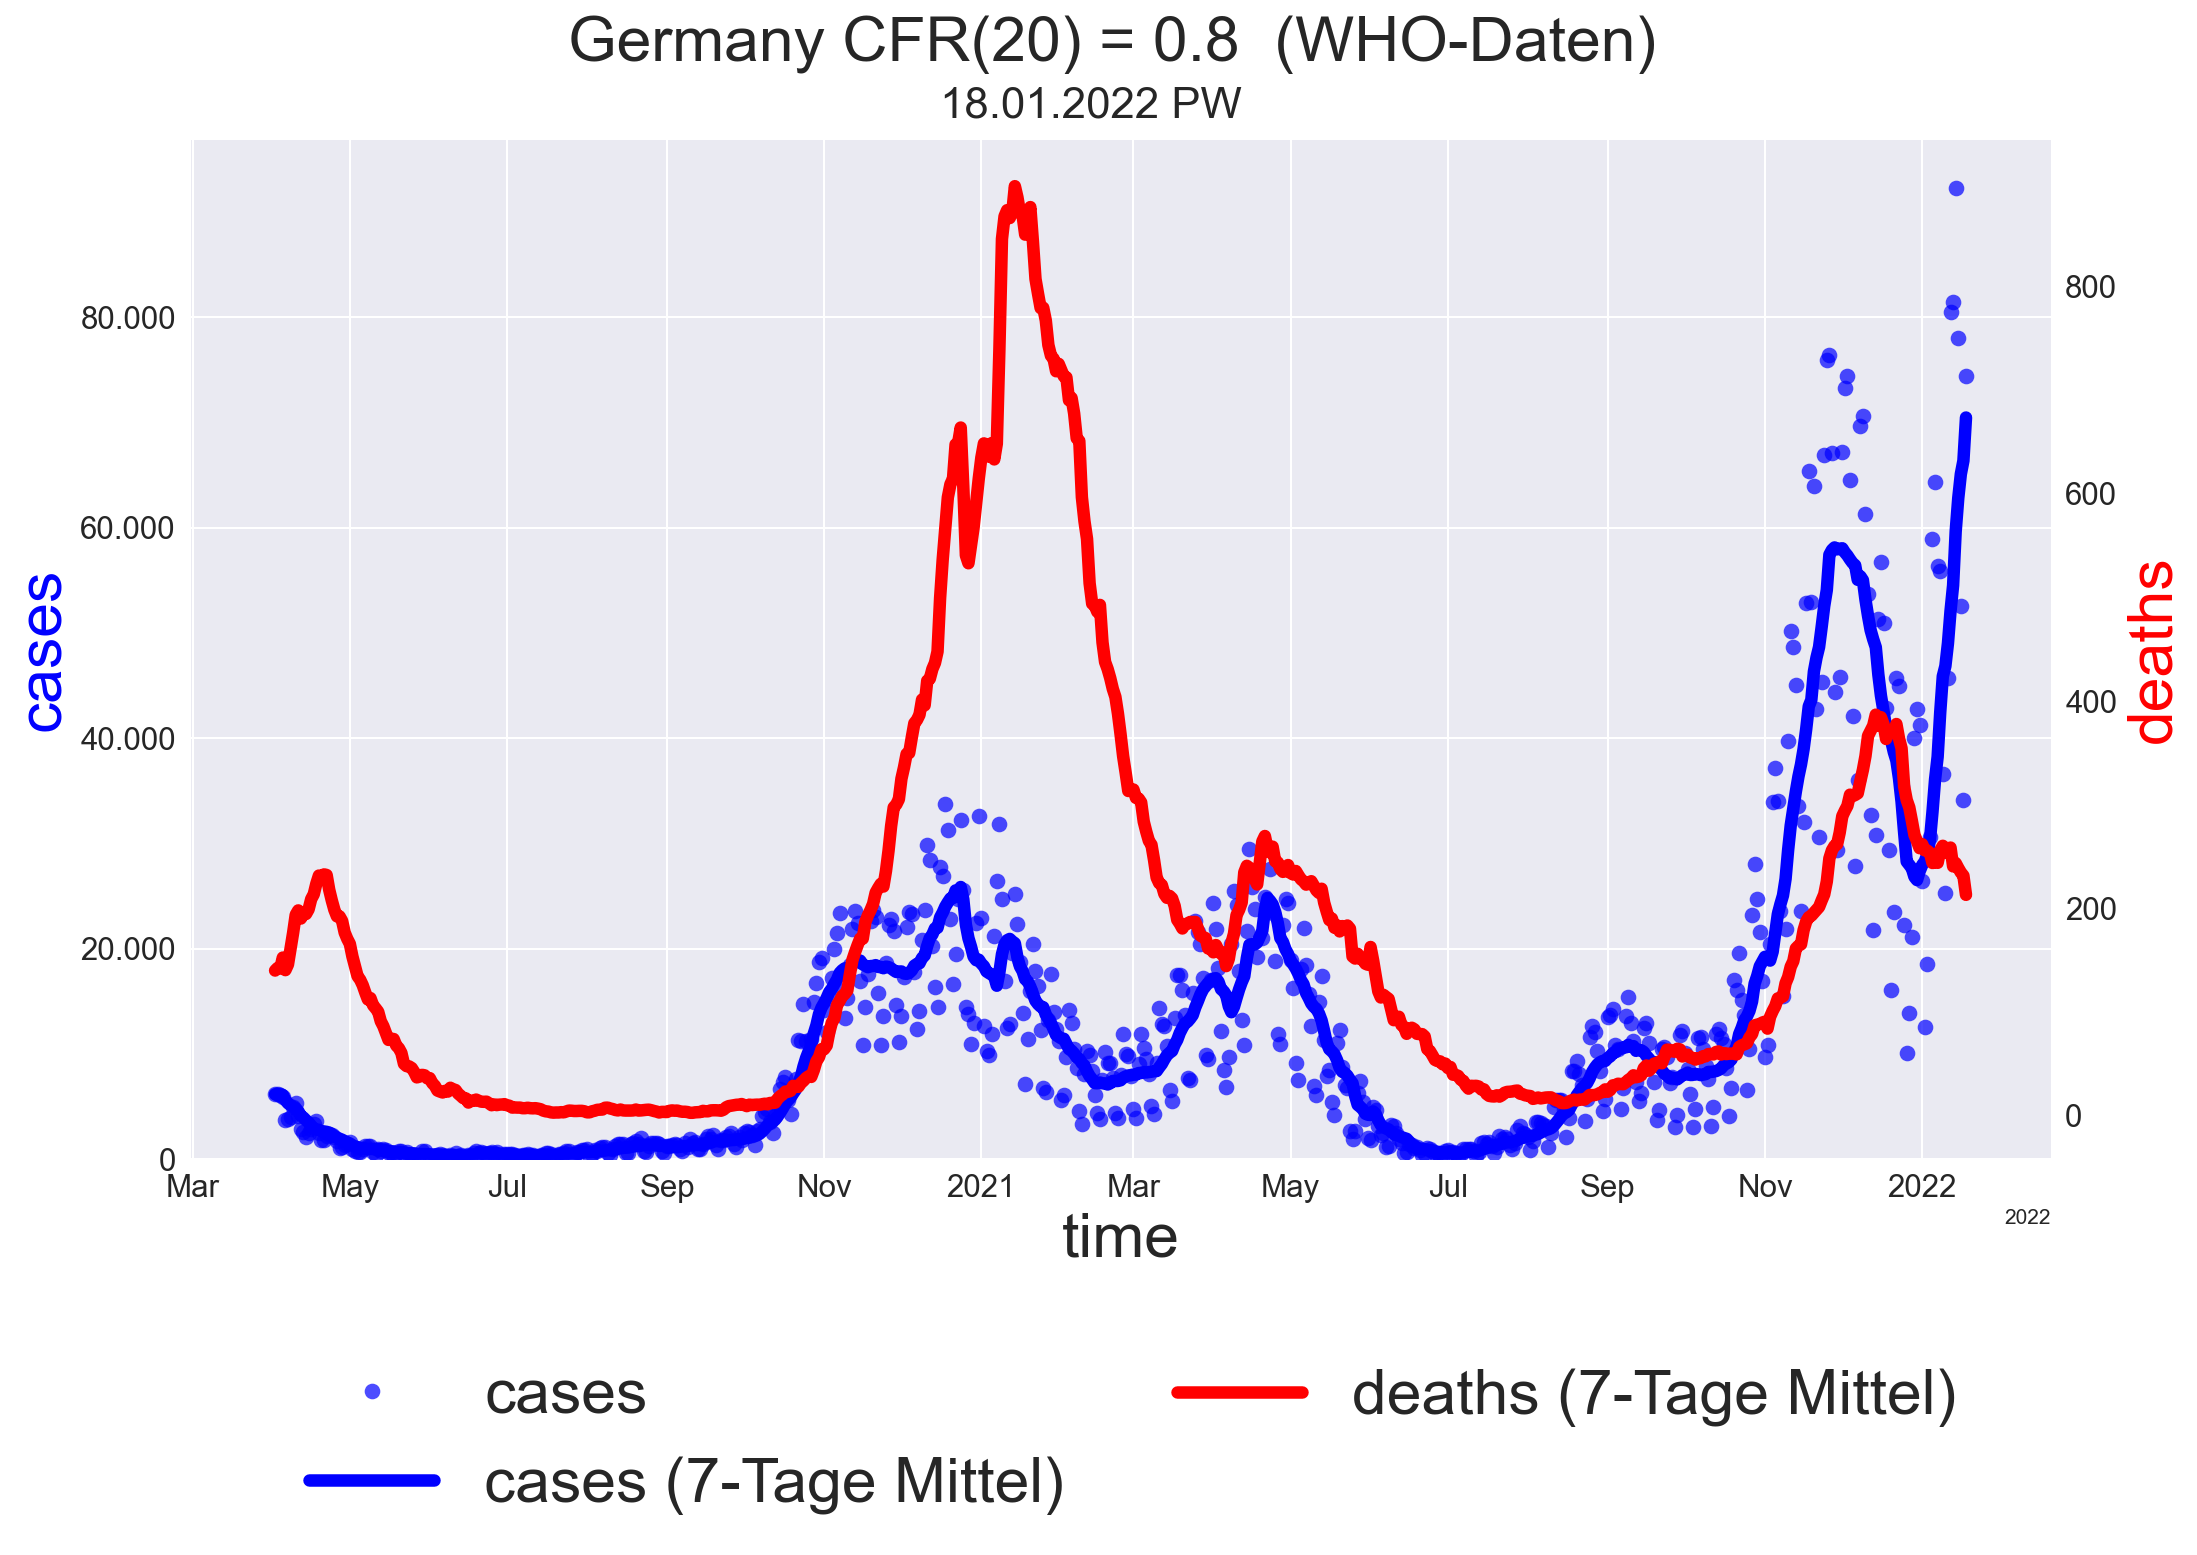 Germany CFR(20) = 0.8  (WHO-Daten)
18.01.2022 PW
cases
80.000
60.000
40.000
20.000
0
800
600
400
200
0
deaths
Mar May Jul Sep Nov 2021 Mar May Jul Sep Nov 2022
2022
time
cases
cases (7-Tage Mittel)
deaths (7-Tage Mittel)